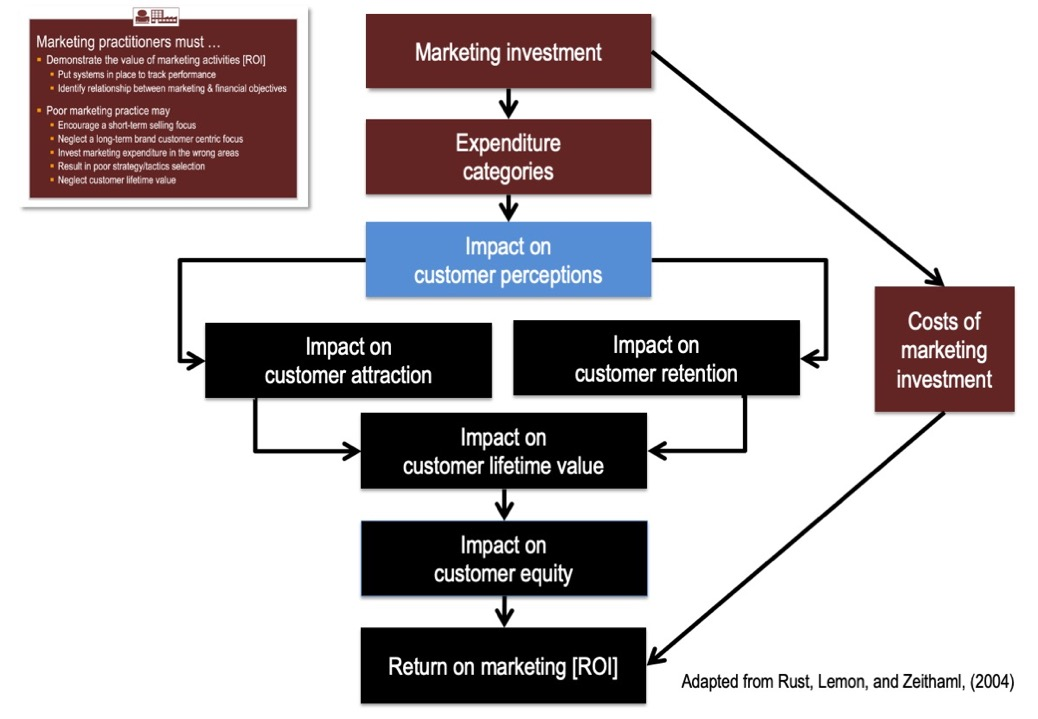 Marketing practitioners must …
▪ Demonstrate the value of marketing activities [ROI]
▪ Put systems in place to track performance
▪ Identify relationship between marketing & financial objectives
▪ Poor marketing practice may
▪ Encourage a short-term selling focus
▪ Neglect a long-term brand customer centric focus
▪ Invest marketing expenditure in the wrong areas
▪ Result in poor strategy/tactics selection
▪ Neglect customer lifetime value
Marketing investment
Expenditure
categories
Impact on
customer perceptions
Impact on
customer attraction
Impact on
customer retention
Costs of
marketing
investment
Impact on
customer lifetime value
Impact on
customer equity
Return on marketing [ROI]
Adapted from Rust, Lemon, and Zeithaml, (2004)